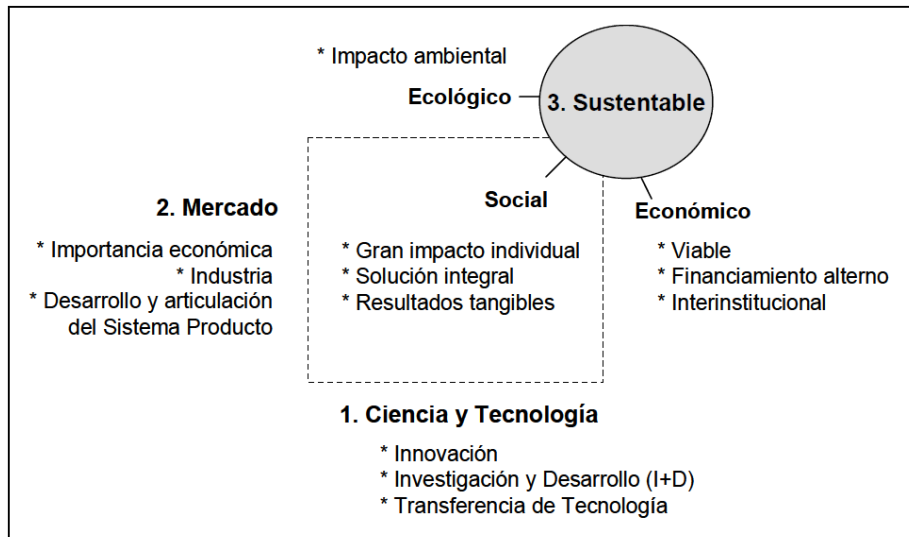 * Impacto ambiental
Ecológico
3. Sustentable
Social
Económico
2. Mercado
* Importancia económica
* Industria
* Desarrollo y articulación
del Sistema Producto
* Gran impacto individual
* Solución integral
* Resultados tangibles
* Viable
* Financiamiento alterno
* Interinstitucional
1. Ciencia y Tecnología
* Innovación
* Investigación y Desarrollo (I+D)
* Transferencia de Tecnología